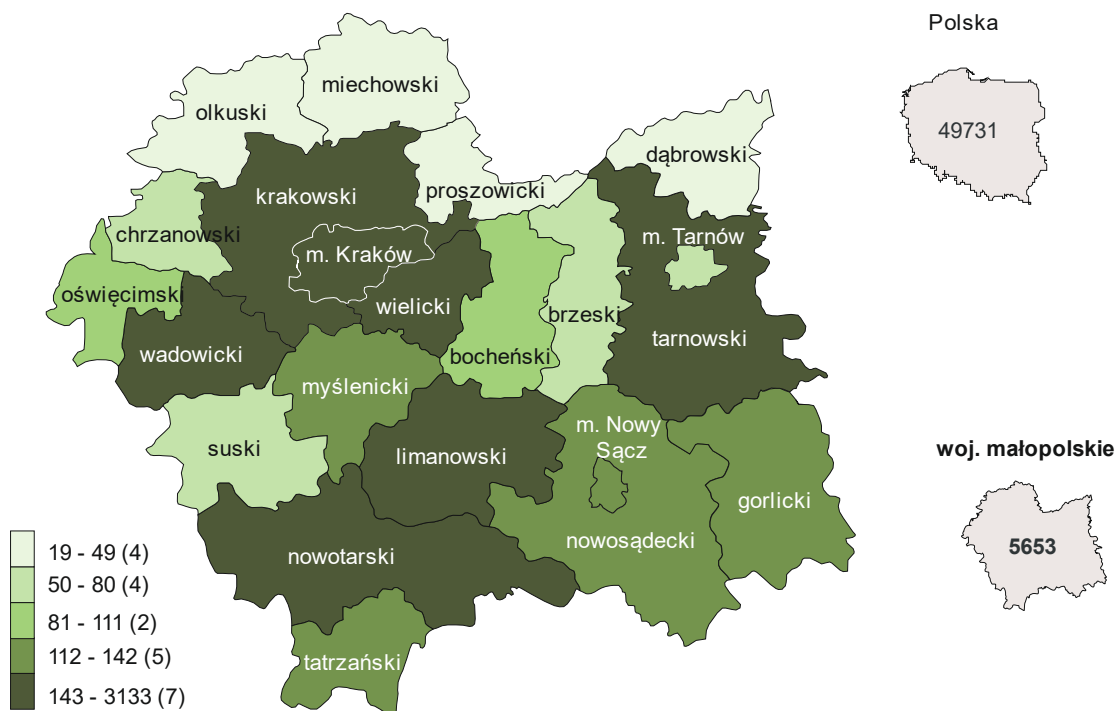 Polska
miechowski
olkuski
49731
dąbrowski
krakowski
proszowicki
chrzanowski
m. Tarnów
m. Kraków
oświęcimski
wielicki
brzeski
tarnowski
wadowicki
bocheński
myślenicki
m. Nowy
Sącz
suski
limanowski
woj. małopolskie
gorlicki
5653
nowosądecki
nowotarski
tatrzański
19 - 49 (4)
50 - 80 (4)
81 - 111 (2)
112 - 142 (5)
143 - 3133 (7)